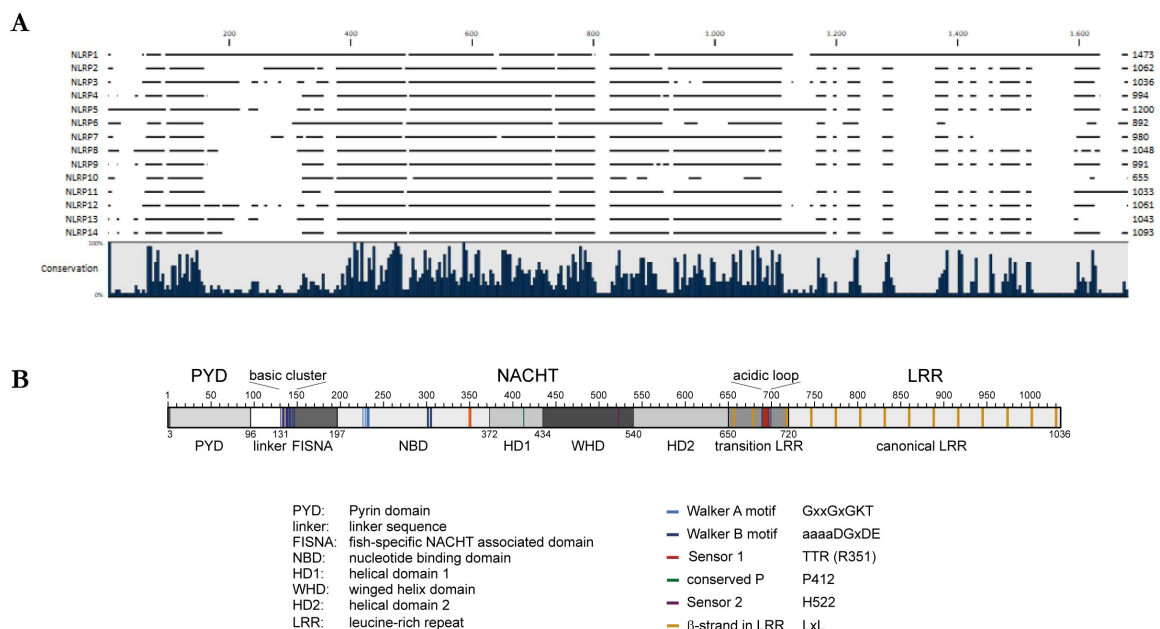 A
200 400 600 800 1.000 1.200 1.400 1.600
NLRP1 1473
NLRP2 1062
NLRP3 1036
NLRP4 994
NLRP5 1200
NLRP6 892
NLRP7 980
NLRP8 1048
NLRP9 991
NLRP10 655
NLRP11 1033
NLRP12 1061
NLRP13 1043
NLRP14 1093
100%
Conservation
0%
B
PYD basic cluster NACHT acidic loop LRR
1 50 100 150 200 250 300 350 400 450 500 550 600 650 700 750 800 850 900 950 1000
3 96 131 197 372 434 540 650 720 1036
PYD linker FISNA NBD HD1 WHD HD2 transition LRR canonical LRR
PYD: Pyrin domain
linker: linker sequence
FISNA: fish-specific NACHT associated domain
NBD: nucleotide binding domain
HD1: helical domain 1
WHD: winged helix domain
HD2: helical domain 2
LRR: leucine-rich repeat
Walker A motif GxxGxGKT
Walker B motif aaaaDGxDE
Sensor 1 TTR (R351)
conserved P P412
Sensor 2 H522
β-strand in LRR LxL